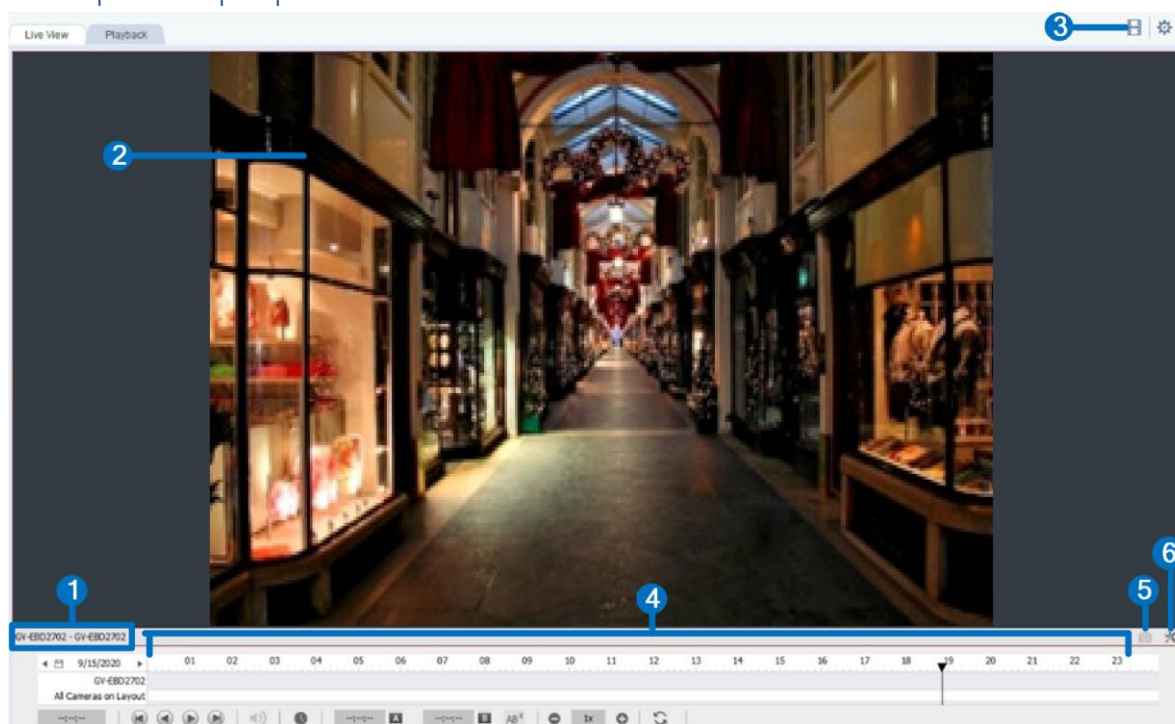 Live View Playback
3
2
1
4
5
6
GV-EBD2702 - GV-EBD2702
9/15/2020 01 02 03 04 05 06 07 08 09 10 11 12 13 14 15 16 17 18 19 20 21 22 23
GV-EBD2702
All Cameras on Layout
--:--:-- --:--:-- A --:--:-- B AB 1x